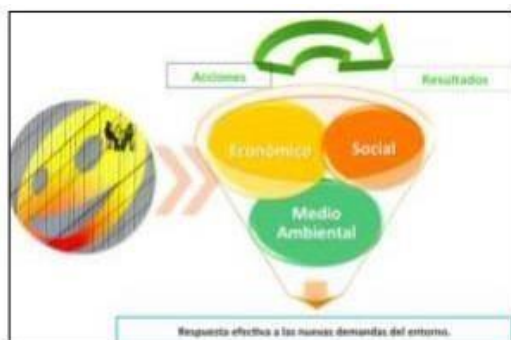 Acciones
Resultados
Económico
Social
Medio
Ambiental
Respuesta efectiva a las nuevas demandas del entorno.